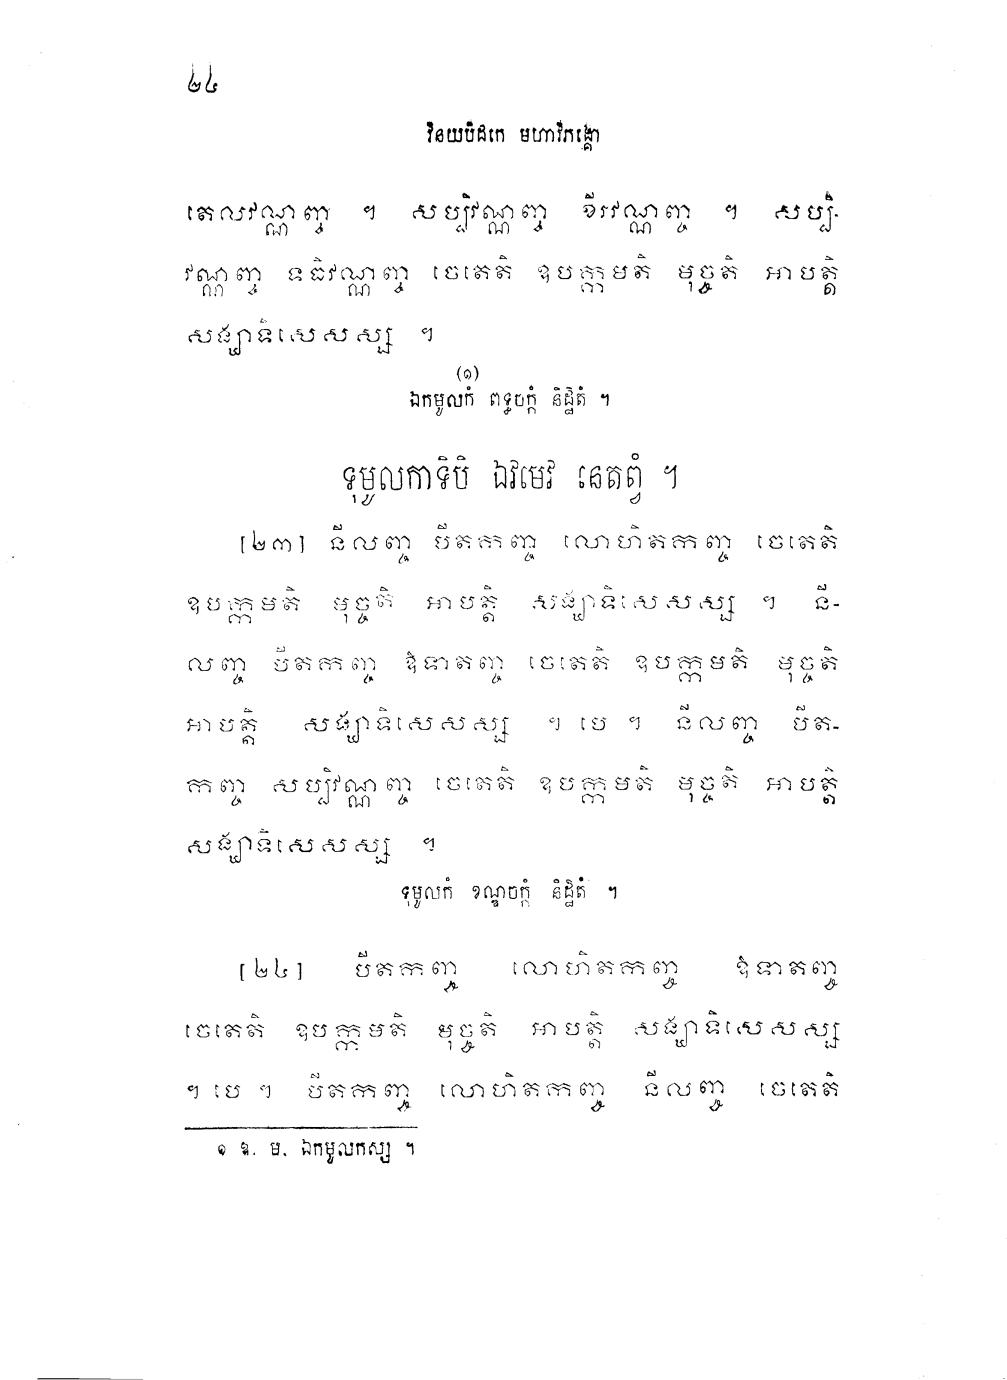 ២៤
វិនយបិដកេ មហាវិភង្គោ
តេលវណ្ណញ្ច ។ សប្បិវណ្ណញ្ច ខីរវណ្ណញ្ច ។ សប្បិ-
វណ្ណញ្ច ទធិវណ្ណញ្ច ចេតេតិ ឧបក្កមតិ មុច្ចតិ អាបត្តិ
សង្ឃាទិសេសស្ស ។
(១)
ឯកមូលកំ ពទ្ធចក្កំ និដ្ឋិតំ ។
ទុមូលកាទិបិ ឯវមេវ នេតព្វំ ។
[២៣] នីលញ្ច បីតកញ្ច លោហិតកញ្ច ចេតេតិ
ឧបក្កមតិ មុច្ចតិ អាបត្តិ សង្ឃាទិសេសស្ស ។ នី-
លញ្ច បីតកញ្ច ឱទាតញ្ច ចេតេតិ ឧបក្កមតិ មុច្ចតិ
អាបត្តិ សង្ឃាទិសេសស្ស ។ បេ ។ នីលញ្ច បីត-
កញ្ច សប្បិវណ្ណញ្ច ចេតេតិ ឧបក្កមតិ មុច្ចតិ អាបត្តិ
សង្ឃាទិសេសស្ស ។
ទុមូលកំ ខណ្ឌចក្កំ និដ្ឋិតំ ។
[២៤] បីតកញ្ច លោហិតកញ្ច ឱទាតញ្ច
ចេតេតិ ឧបក្កមតិ មុច្ចតិ អាបត្តិ សង្ឃាទិសេសស្ស
។ បេ ។ បីតកញ្ច លោហិតកញ្ច នីលញ្ច ចេតេតិ
១ ឱ. ម. ឯកមូលកស្ស ។